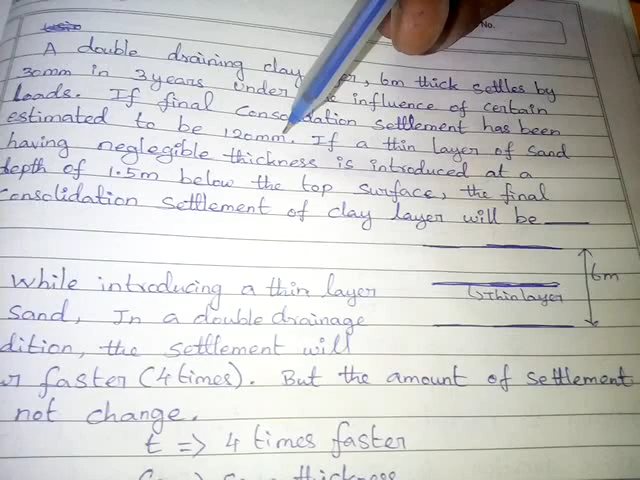 No.
A double draining clay , 6m thick settles by
30mm in 3 years under influence of certain
loads. If final consolidation settlement has been
estimated to be 120mm. If a thin layer of sand
having neglegible thickness is introduced at a
depth of 1.5m below the top surface, the final
consolidation settlement of clay layer will be ___
6m
While introducing a thin layer
↳Thin layer
Sand, In a double drainage
dition, the settlement will
faster (4 times). But the amount of settlement
not change.
t => 4 times faster
thickness